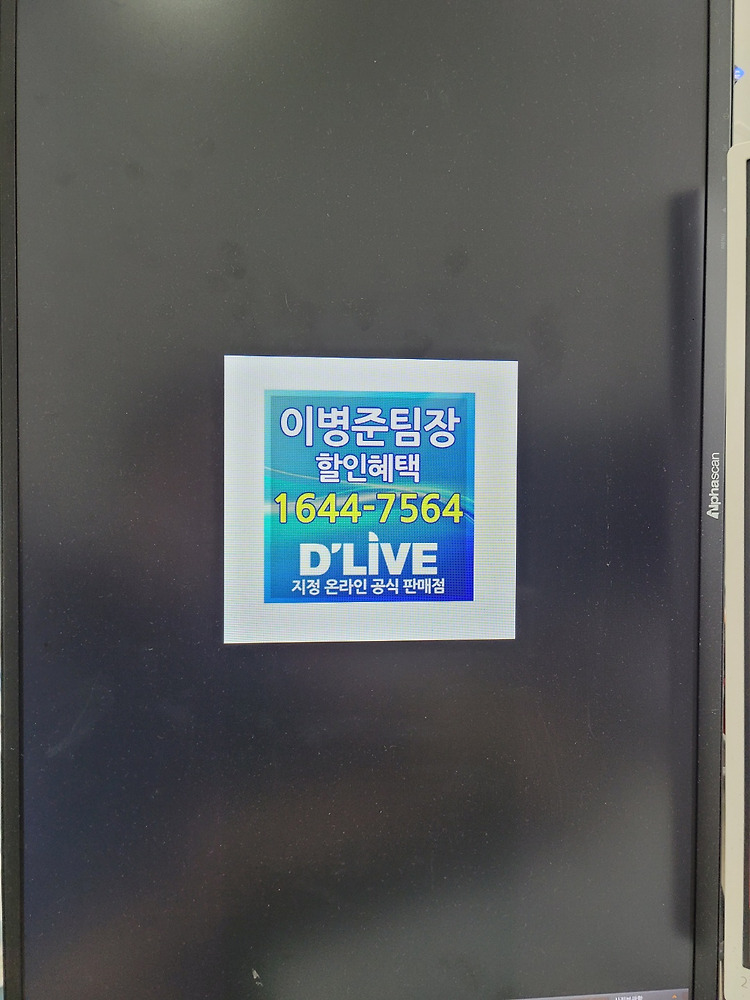 이병준팀장
할인혜택
1644-7564
D'LIVE
지정 온라인 공식 판매점
Alphascan